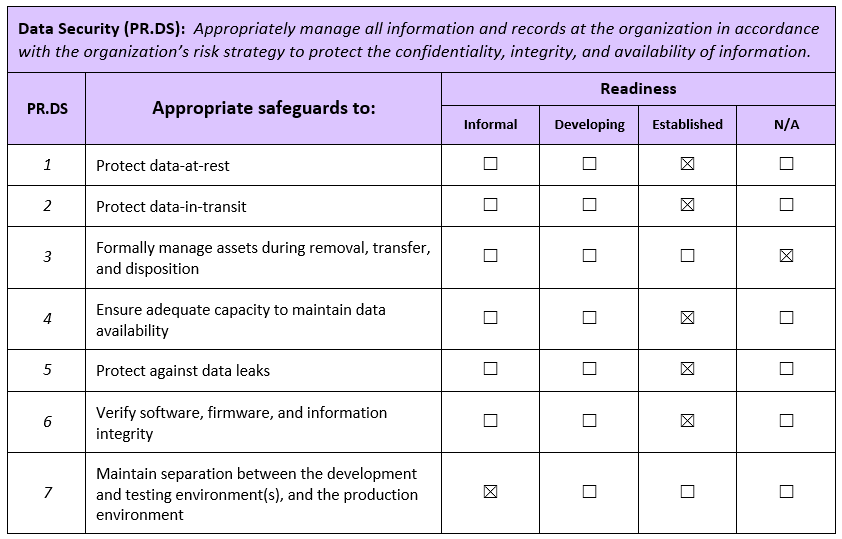 Data Security (PR.DS): Appropriately manage all information and records at the organization in accordance
with the organization's risk strategy to protect the confidentiality, integrity, and availability of information.
PR.DS
Appropriate safeguards to:
Readiness
Informal
Developing
Established
N/A
1
Protect data-at-rest
☐ ☐ ☒ ☐
2
Protect data-in-transit
☐ ☐ ☒ ☐
3
Formally manage assets during removal, transfer,
and disposition
☐ ☐ ☐ ☒
4
Ensure adequate capacity to maintain data
availability
☐ ☐ ☒ ☐
5
Protect against data leaks
☐ ☐ ☒ ☐
6
Verify software, firmware, and information
integrity
☐ ☐ ☒ ☐
7
Maintain separation between the development
and testing environment(s), and the production
environment
☒ ☐ ☐ ☐